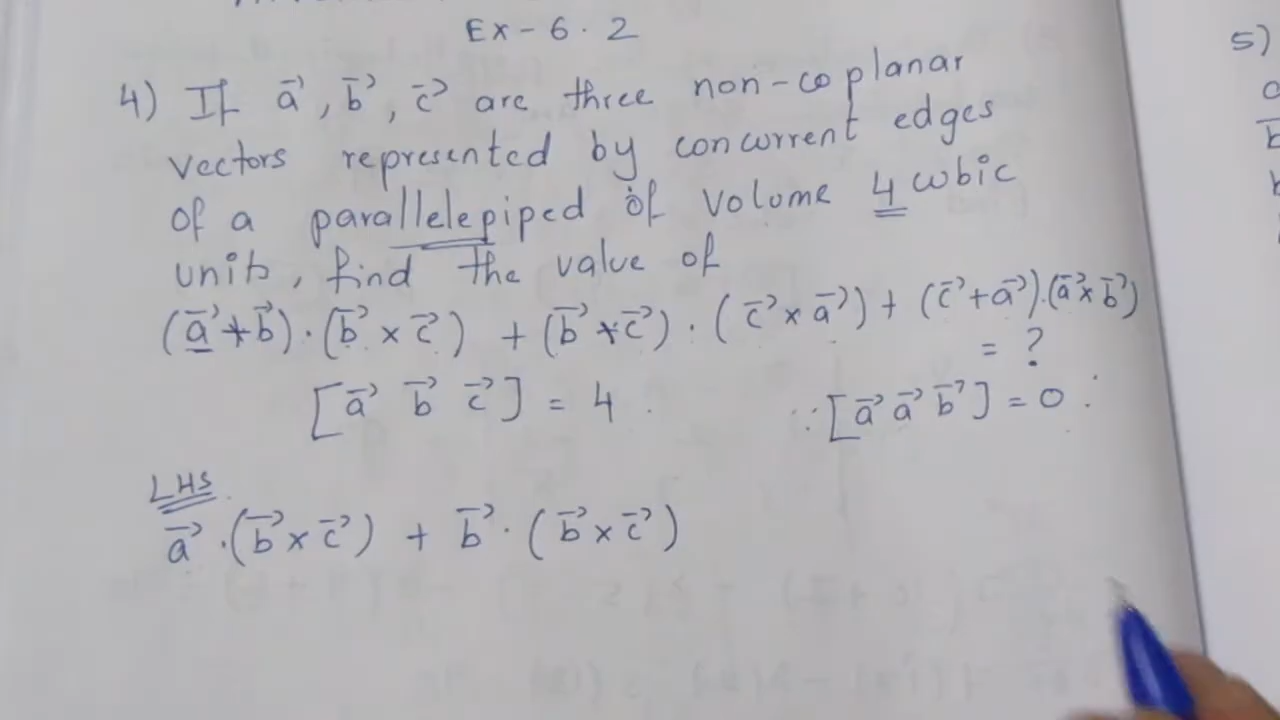 Ex-6.2
4) If a⃗, b⃗, c⃗ are three non-coplanar
vectors represented by concurrent edges
of a parallelepiped of volume 4 cubic
units, find the value of
(a⃗+b⃗)·(b⃗×c⃗) + (b⃗+c⃗)·(c⃗×a⃗) + (c⃗+a⃗)·(a⃗×b⃗)
= ?
[a⃗ b⃗ c⃗] = 4. ∵[a⃗ a⃗ b⃗] = 0
LHS
a⃗·(b⃗×c⃗) + b⃗·(b⃗×c⃗)
5)